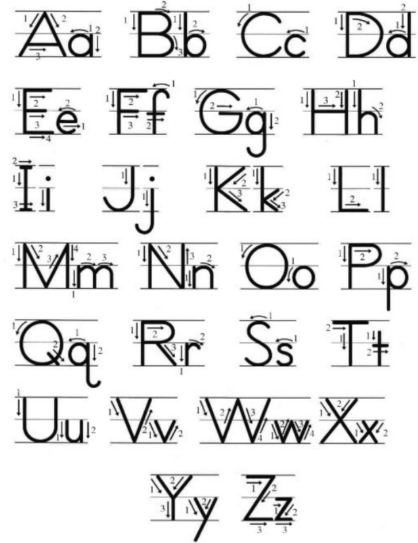 Aa Bb Cc Dd
Ee Ff Gg Hh
Ii Jj Kk Ll
Mm Nn Oo Pp
Qq Rr Ss Tt
Uu Vv Ww Xx
Yy Zz